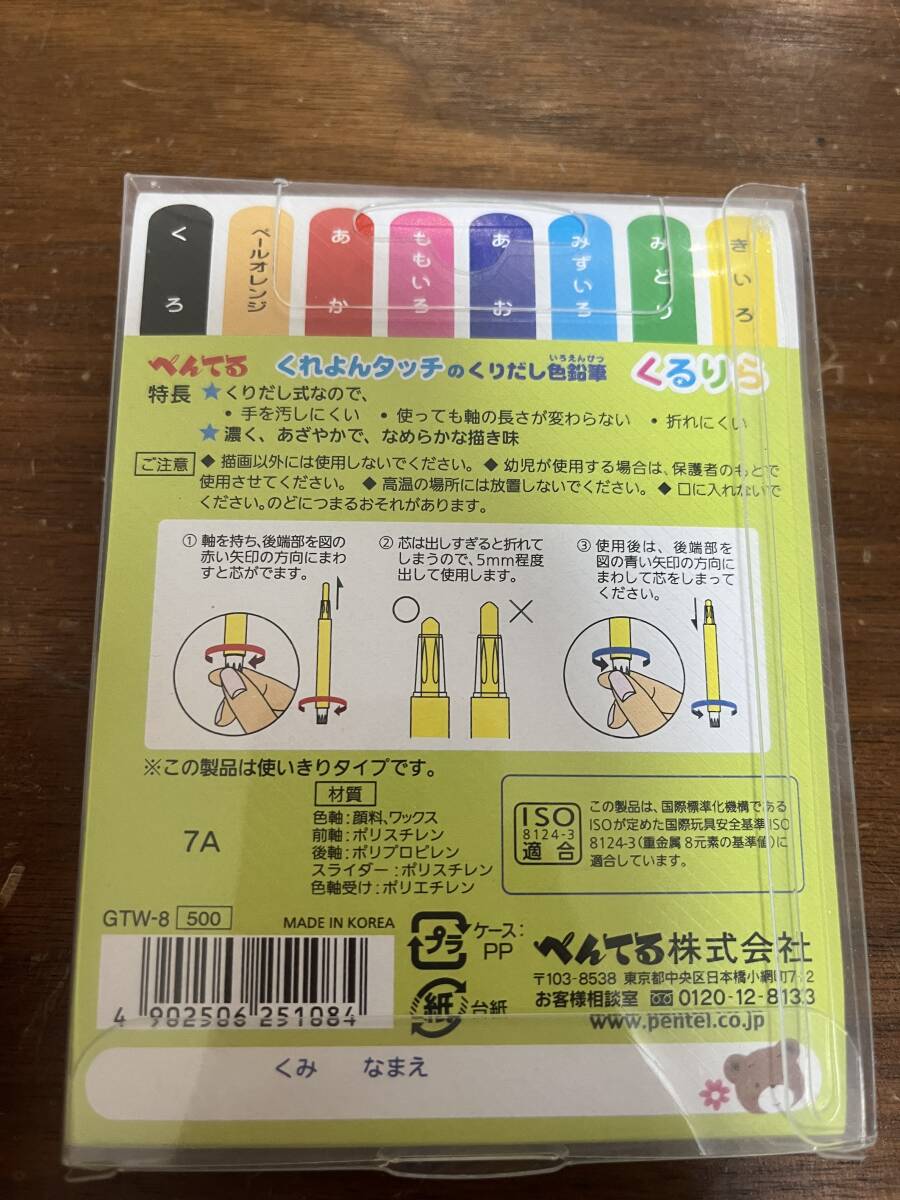 くろ
ペールオレンジ
あか
ももいろ
あお
みずいろ
みどり
きいろ
ぺんてる くれよんタッチのくりだし色鉛筆 くるりら
いろえんぴつ
特長 ★くりだし式なので、
・手を汚しにくい ・使っても軸の長さが変わらない ・折れにくい
★濃く、あざやかで、なめらかな描き味
ご注意 ◆描画以外には使用しないでください。◆幼児が使用する場合は、保護者のもとで
使用させてください。◆高温の場所には放置しないでください。◆口に入れないで
ください。のどにつまるおそれがあります。
① 軸を持ち、後端部を図の
赤い矢印の方向にまわ
すと芯がでます。
② 芯は出しすぎると折れて
しまうので、5mm程度
出して使用します。
③ 使用後は、後端部を
図の青い矢印の方向に
まわして芯をしまって
ください。
※この製品は使いきりタイプです。
7A
材質
色軸:顔料、ワックス
前軸:ポリスチレン
後軸:ポリプロピレン
スライダー:ポリスチレン
色軸受け:ポリエチレン
ISO
8124-3
適合
この製品は、国際標準化機構である
ISOが定めた国際玩具安全基準ISO
8124-3(重金属8元素の基準値)に
適合しています。
GTW-8 500 MADE IN KOREA
4 902506 251084
プラ
ケース:
PP
紙
台紙
ぺんてる株式会社
〒103-8538 東京都中央区日本橋小網町7-2
お客様相談室 0120-12-8133
www.pentel.co.jp
くみ なまえ